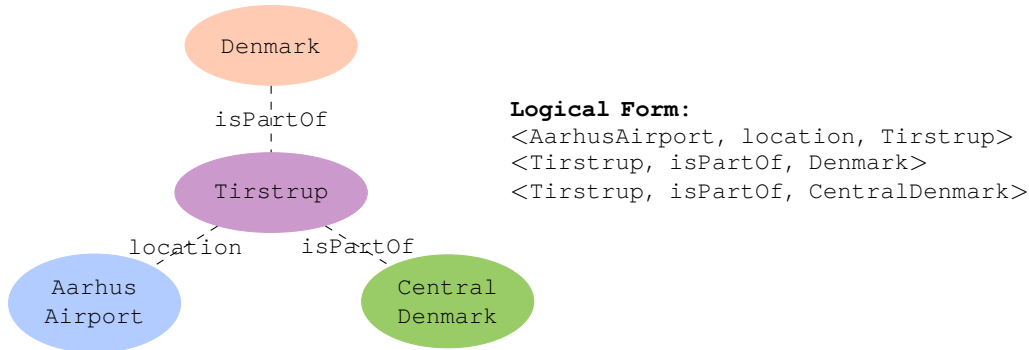 Denmark
isPartOf
Tirstrup
location
isPartOf
Aarhus
Airport
Central
Denmark
Logical Form:
<AarhusAirport, location, Tirstrup>
<Tirstrup, isPartOf, Denmark>
<Tirstrup, isPartOf, CentralDenmark>